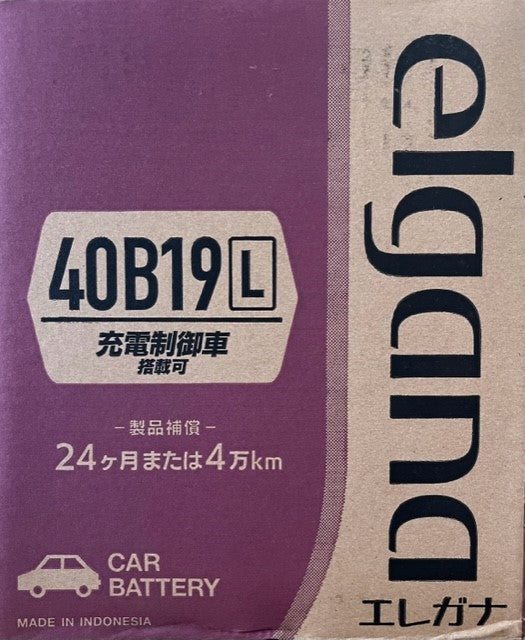 elgana
エレガナ
40B19 L
充電制御車
搭載可
－製品補償－
24ヶ月または4万km
CAR
BATTERY
MADE IN INDONESIA